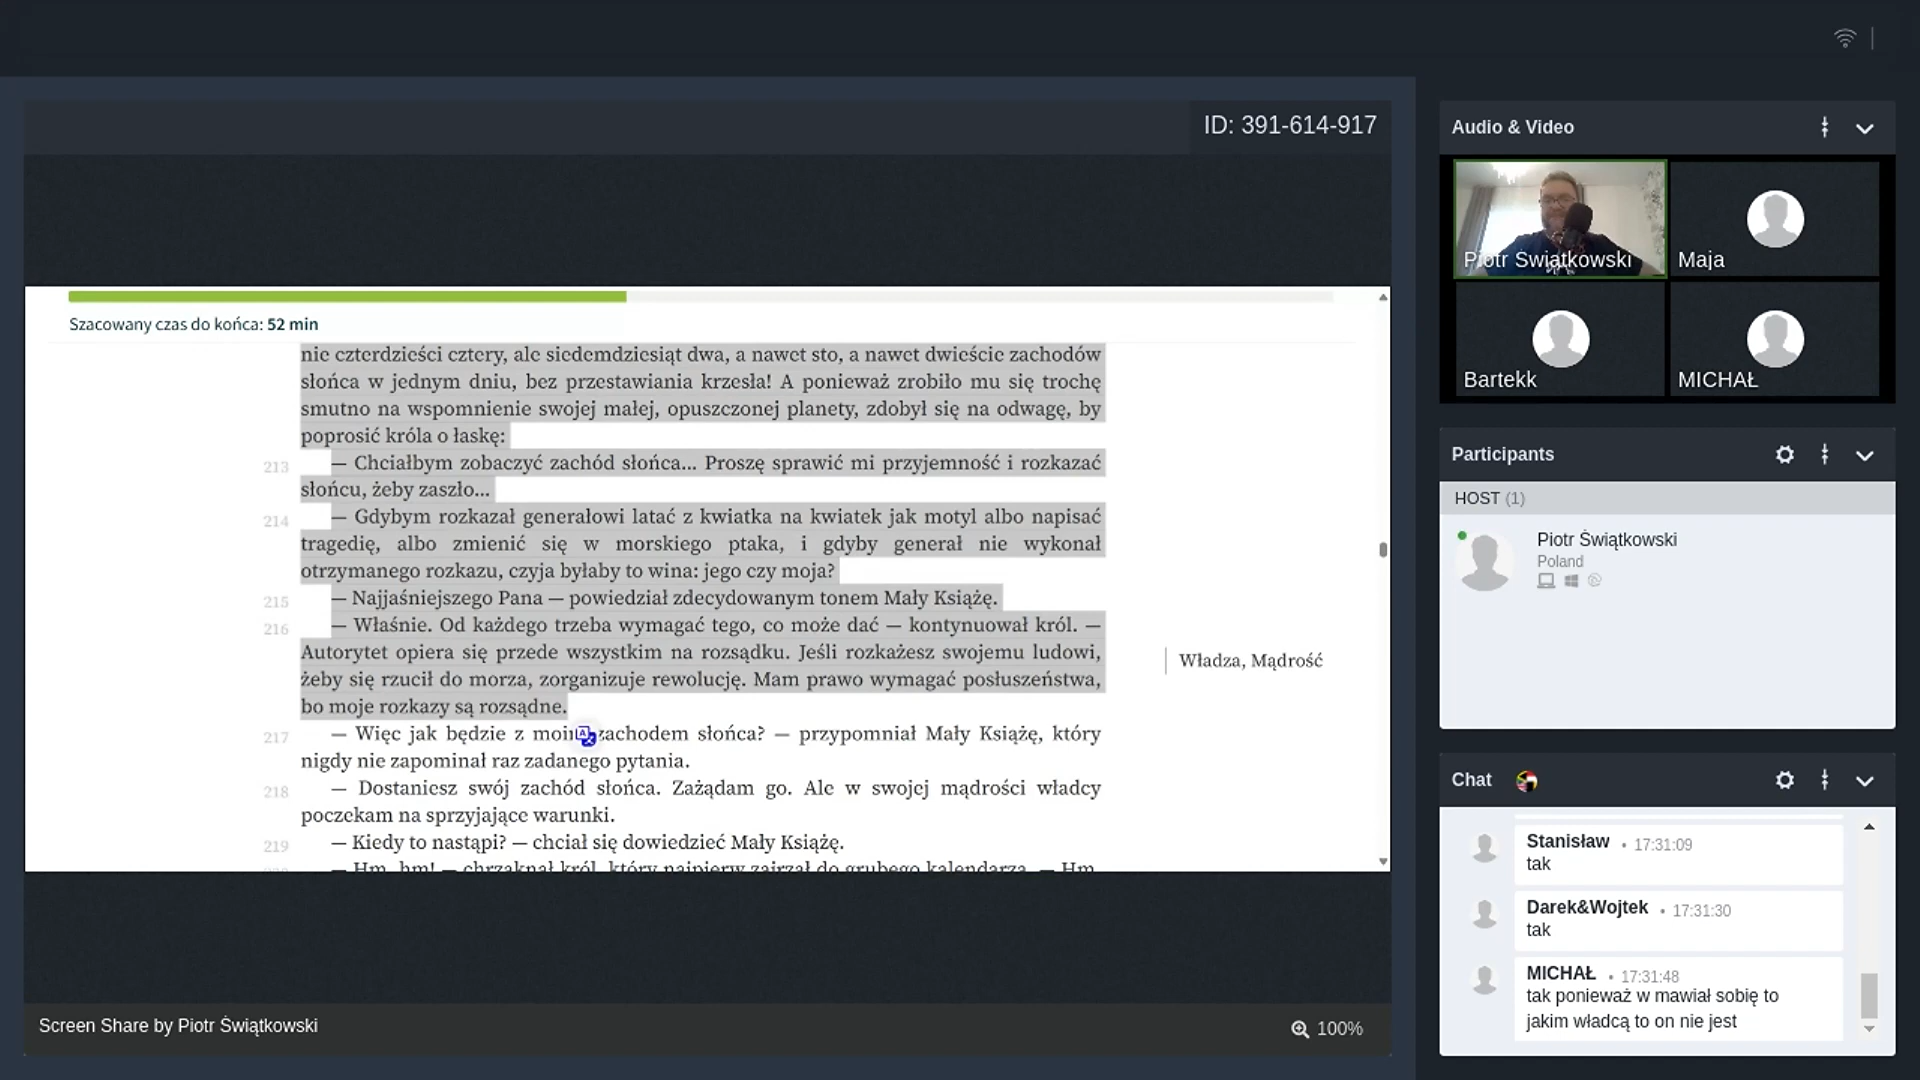 ID: 391-614-917
Szacowany czas do końca: 52 min
nie czterdzieści cztery, ale siedemdziesiąt dwa, a nawet sto, a nawet dwieście zachodów
słońca w jednym dniu, bez przestawiania krzesła! A ponieważ zrobiło mu się trochę
smutno na wspomnienie swojej małej, opuszczonej planety, zdobył się na odwagę, by
poprosić króla o łaskę:
213 — Chciałbym zobaczyć zachód słońca... Proszę sprawić mi przyjemność i rozkazać
słońcu, żeby zaszło...
214 — Gdybym rozkazał generałowi latać z kwiatka na kwiatek jak motyl albo napisać
tragedię, albo zmienić się w morskiego ptaka, i gdyby generał nie wykonał
otrzymanego rozkazu, czyja byłaby to wina: jego czy moja?
215 — Najjaśniejszego Pana — powiedział zdecydowanym tonem Mały Książę.
216 — Właśnie. Od każdego trzeba wymagać tego, co może dać — kontynuował król. —
Autorytet opiera się przede wszystkim na rozsądku. Jeśli rozkażesz swojemu ludowi,
żeby się rzucił do morza, zorganizuje rewolucję. Mam prawo wymagać posłuszeństwa,
bo moje rozkazy są rozsądne.
Władza, Mądrość
217 — Więc jak będzie z moim zachodem słońca? — przypomniał Mały Książę, który
nigdy nie zapominał raz zadanego pytania.
218 — Dostaniesz swój zachód słońca. Zażądam go. Ale w swojej mądrości władcy
poczekam na sprzyjające warunki.
219 — Kiedy to nastąpi? — chciał się dowiedzieć Mały Książę.
— Hm, hm! — chrząknął król, który najpierw zajrzał do grubego kalendarza. — Hm,
Screen Share by Piotr Świątkowski
100%
Audio & Video
Piotr Świątkowski
Maja
Bartekk
MICHAŁ
Participants
HOST (1)
Piotr Świątkowski
Poland
Chat
Stanisław • 17:31:09
tak
Darek&Wojtek • 17:31:30
tak
MICHAŁ • 17:31:48
tak ponieważ w mawiał sobię to
jakim władcą to on nie jest